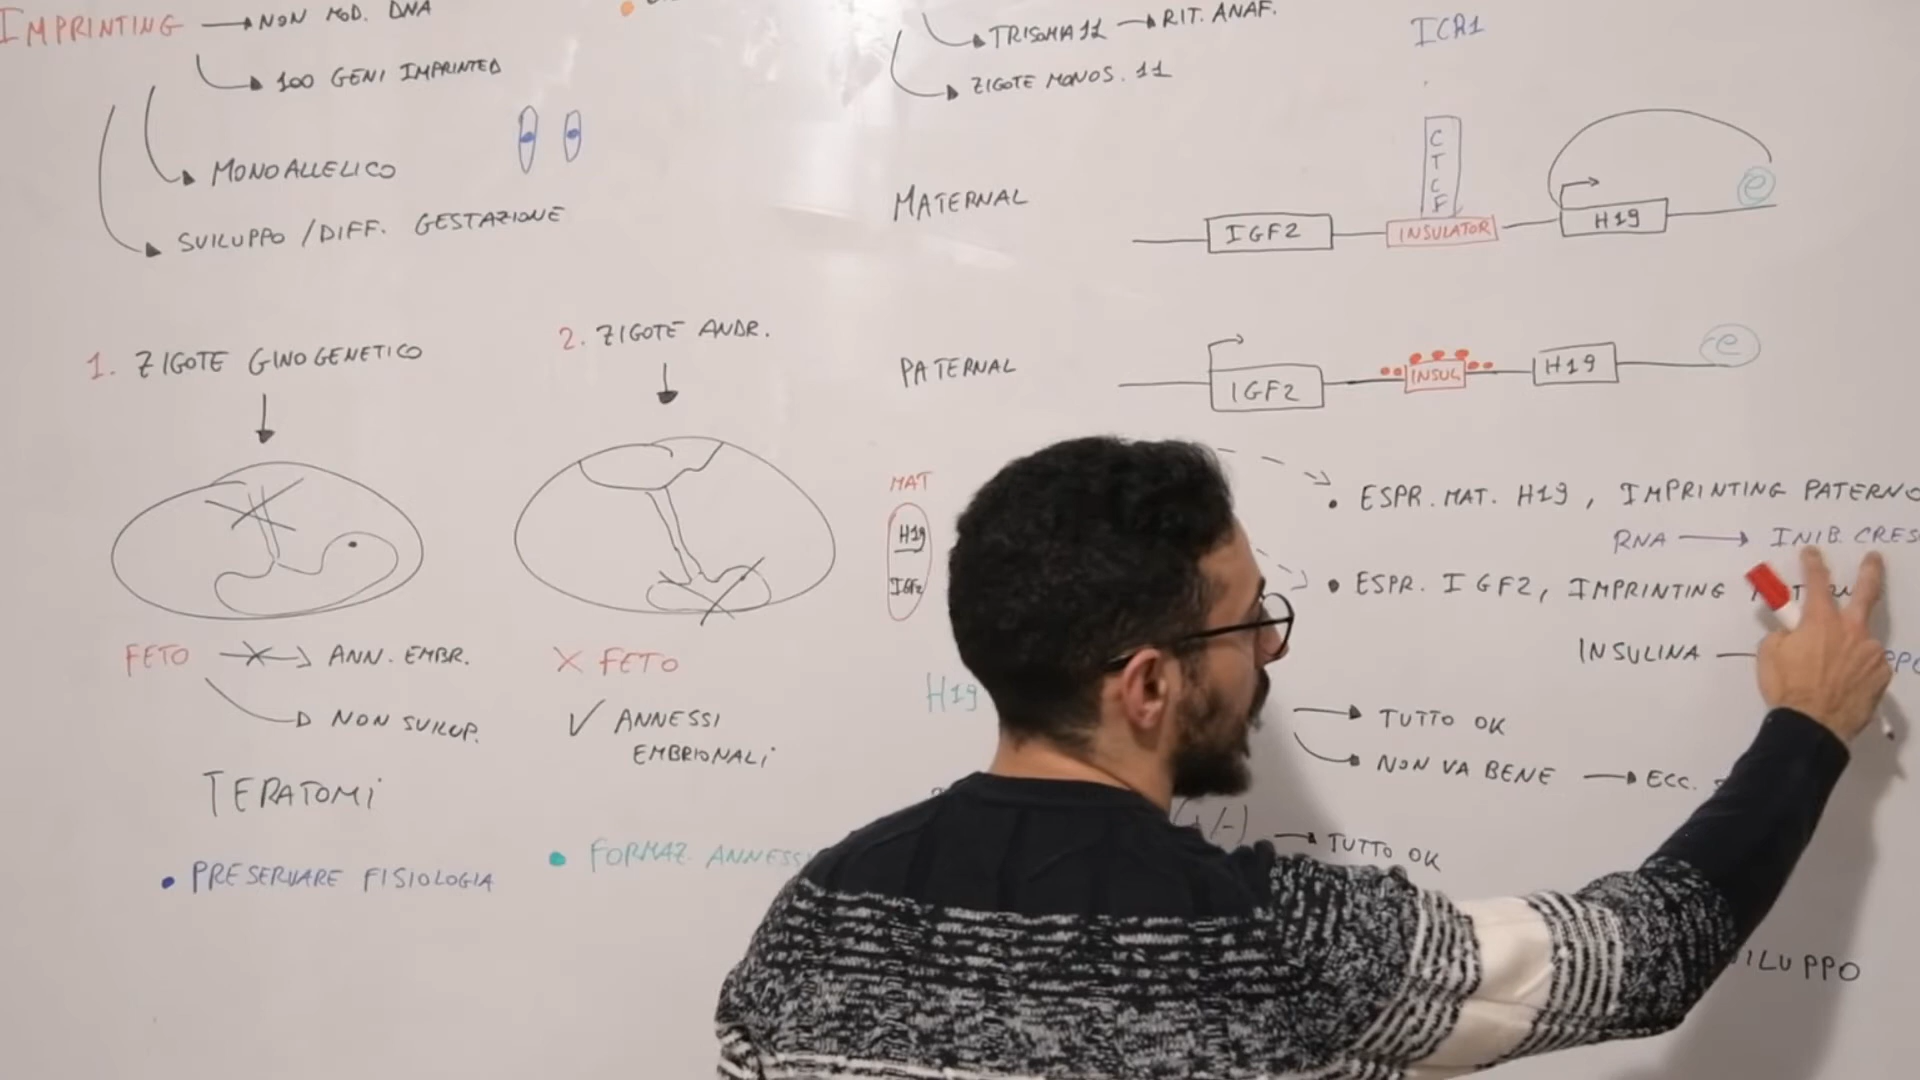 IMPRINTING → NON MOD. DNA
100 GENI IMPRINTED
MONOALLELICO
SVILUPPO / DIFF. GESTAZIONE
1. ZIGOTE GINOGENETICO
2. ZIGOTE ANDR.
FETO → ANN. EMBR.
NON SVILUP.
TERATOMI
• PRESERVARE FISIOLOGIA
X FETO
√ ANNESSI
EMBRIONALI
• FORMAZ. ANNESSI
TRISOMIA 11 → RIT. ANAF.
ZIGOTE MONOS. 11
ICR1
MATERNAL
CTCF
IGF2
INSULATOR
H19
e
PATERNAL
IGF2
INSUL
H19
e
MAT
H19
IGF2
H19
• ESPR. MAT. H19, IMPRINTING PATERNO
RNA → INIB. CRES
• ESPR. IGF2, IMPRINTING
INSULINA
TUTTO OK
NON VA BENE → ECC.
(+/-) → TUTTO OK
ILUPPO